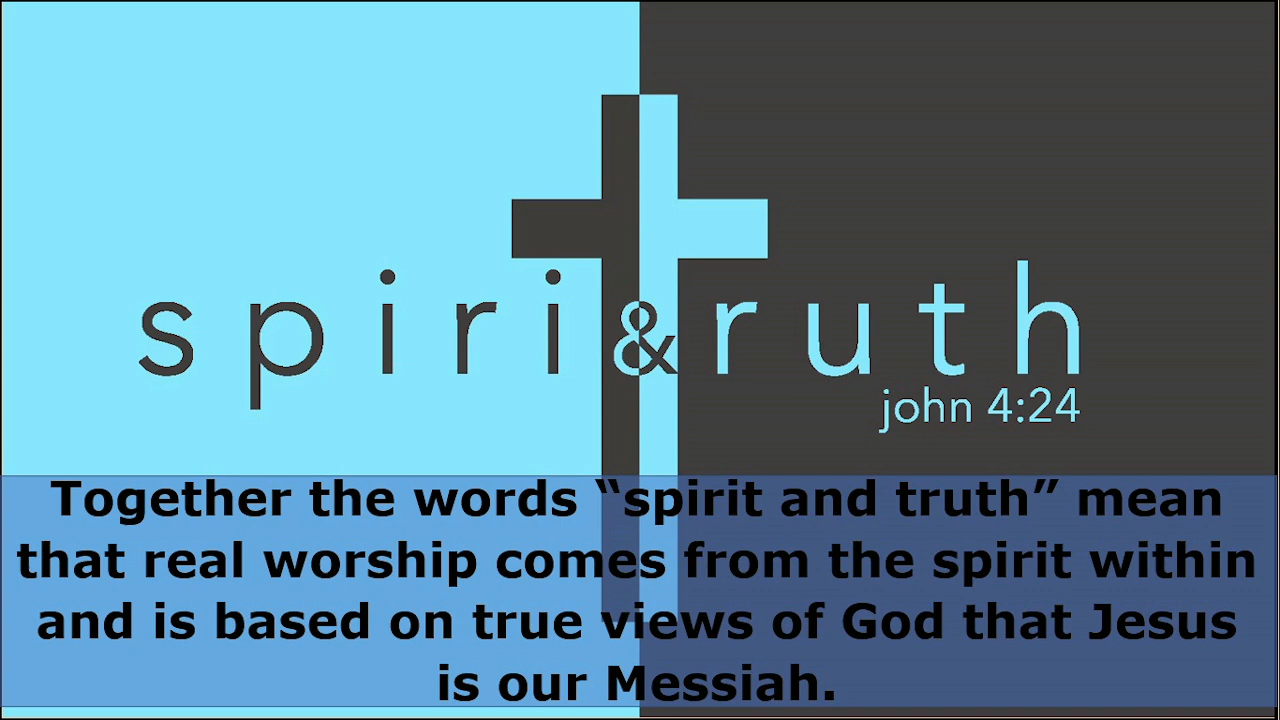 spiri&ruth
john 4:24
Together the words “spirit and truth” mean
that real worship comes from the spirit within
and is based on true views of God that Jesus
is our Messiah.